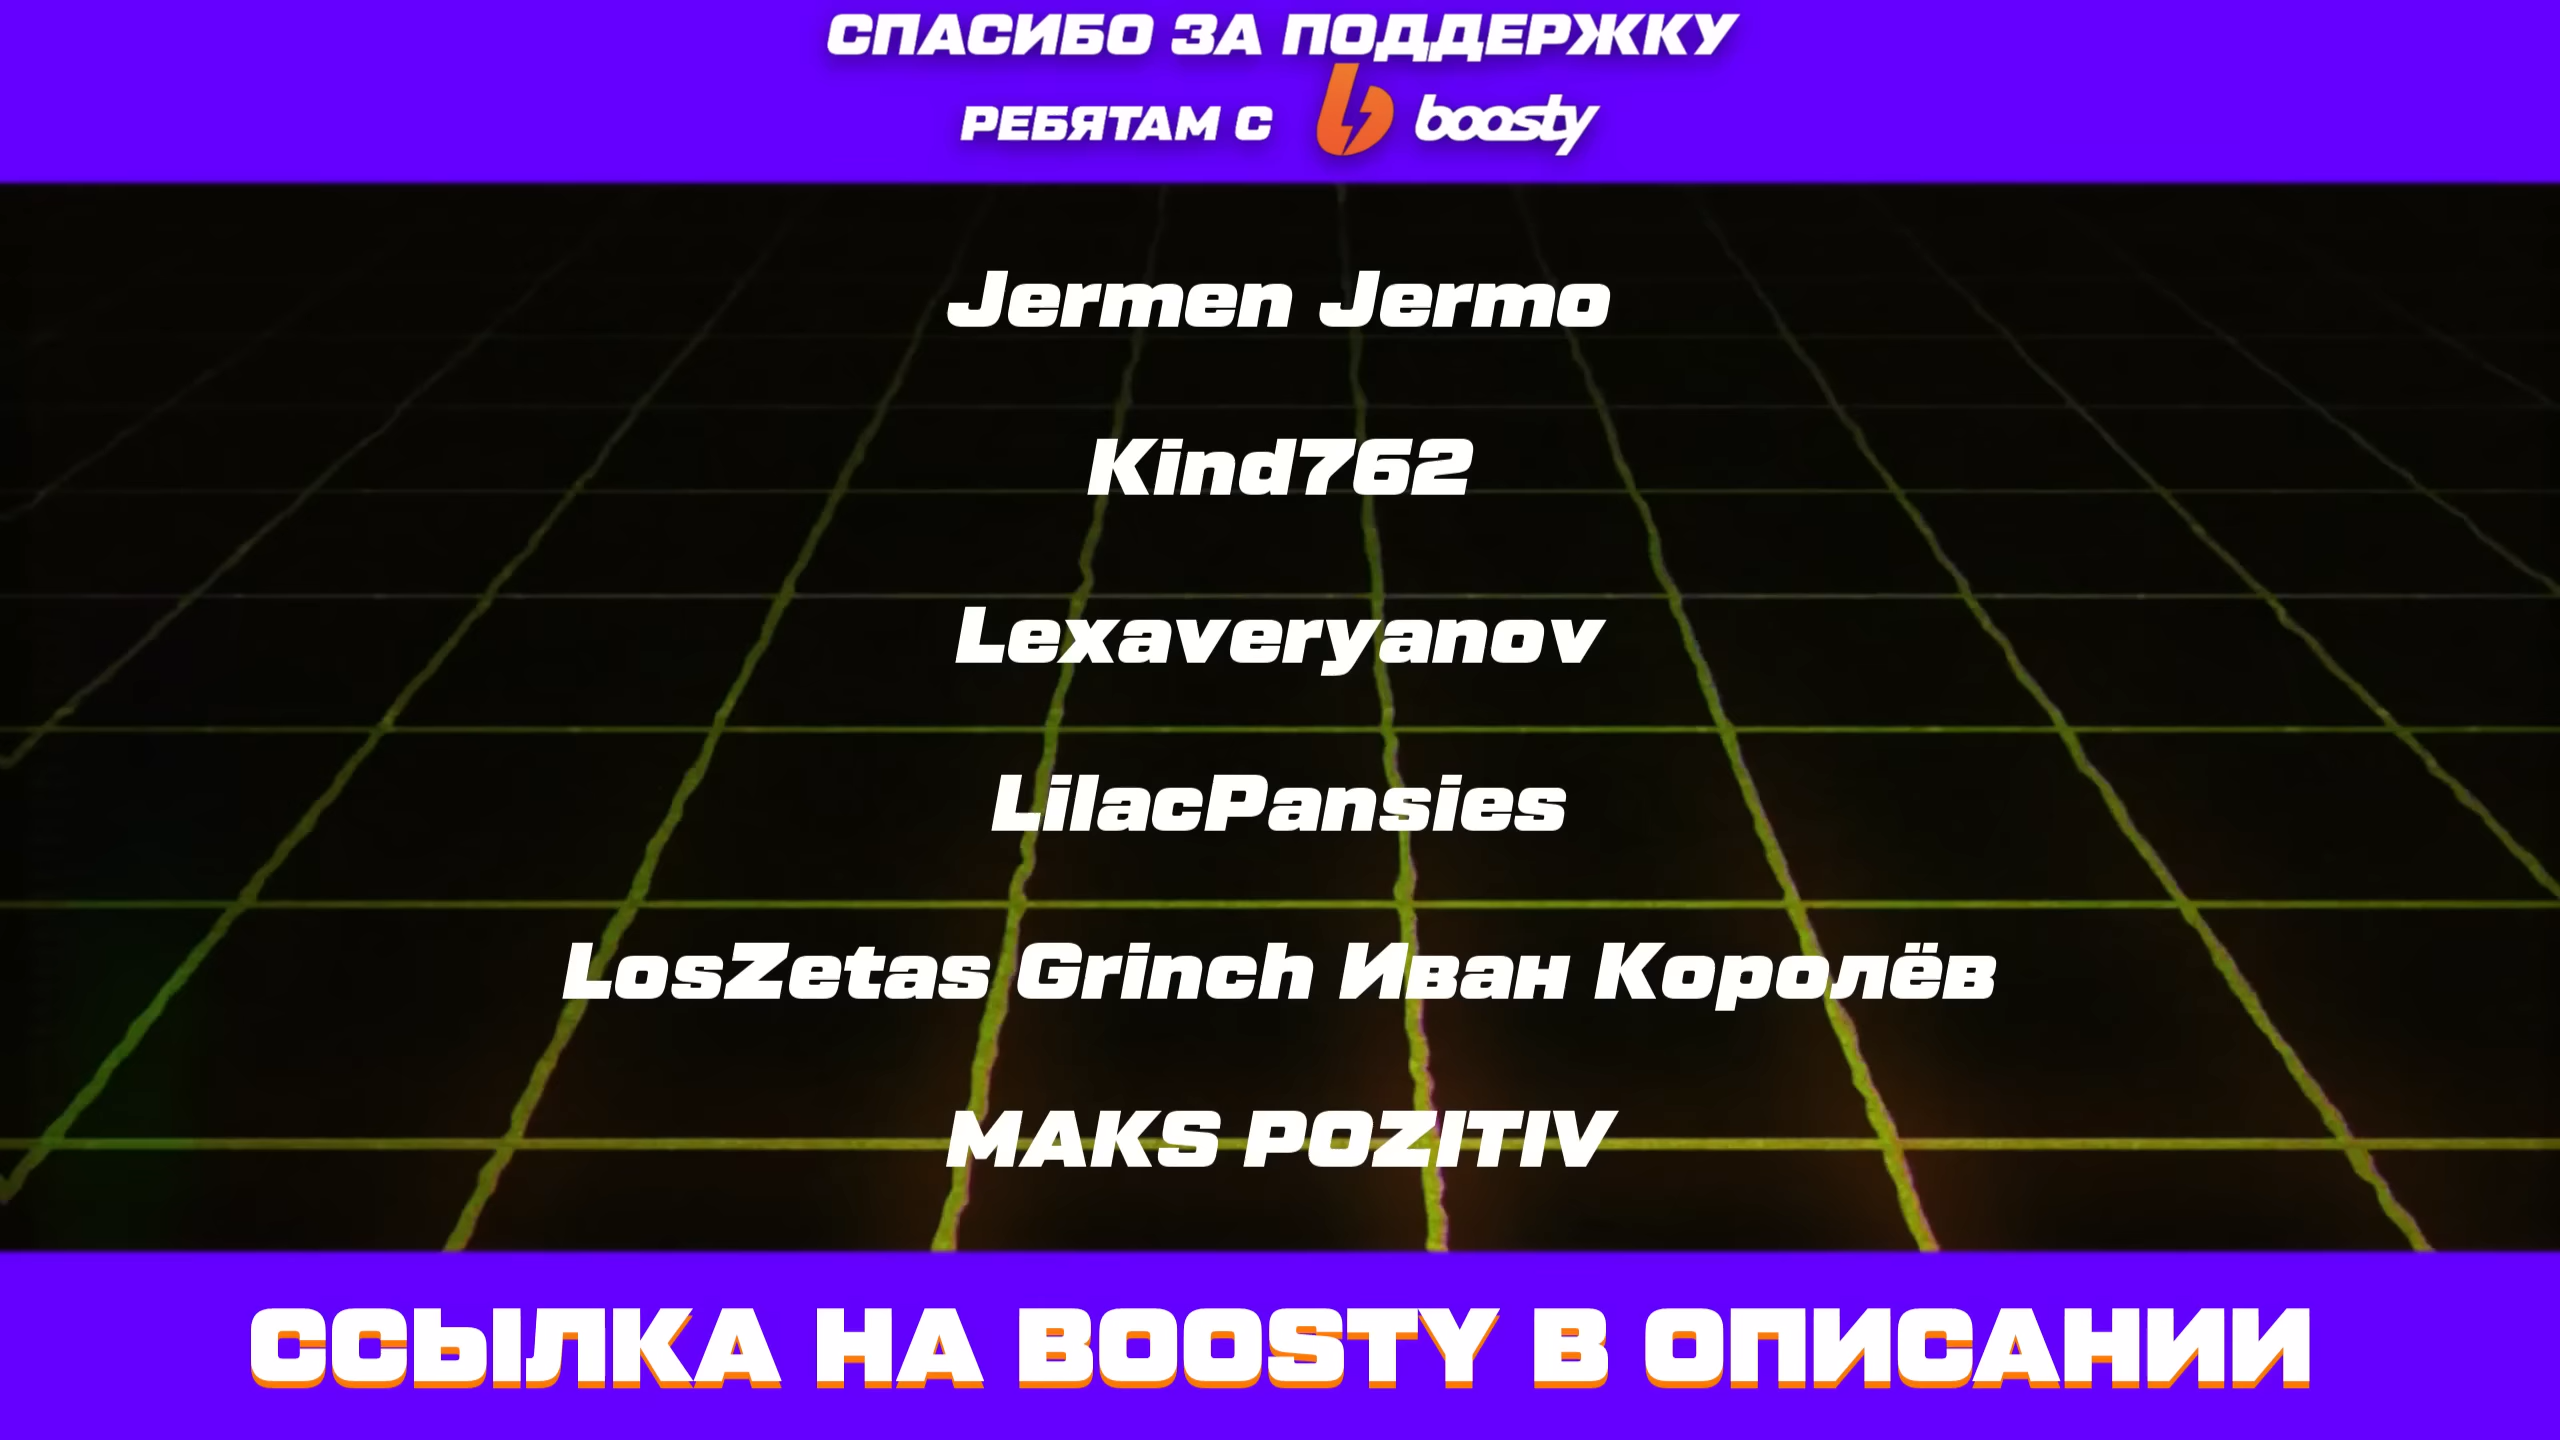 СПАСИБО ЗА ПОДДЕРЖКУ
РЕБЯТАМ С boosty
Jermen Jermo
Kind762
Lexaveryanov
LilacPansies
LosZetas Grinch Иван Королёв
MAKS POZITIV
ССЫЛКА НА BOOSTY В ОПИСАНИИ